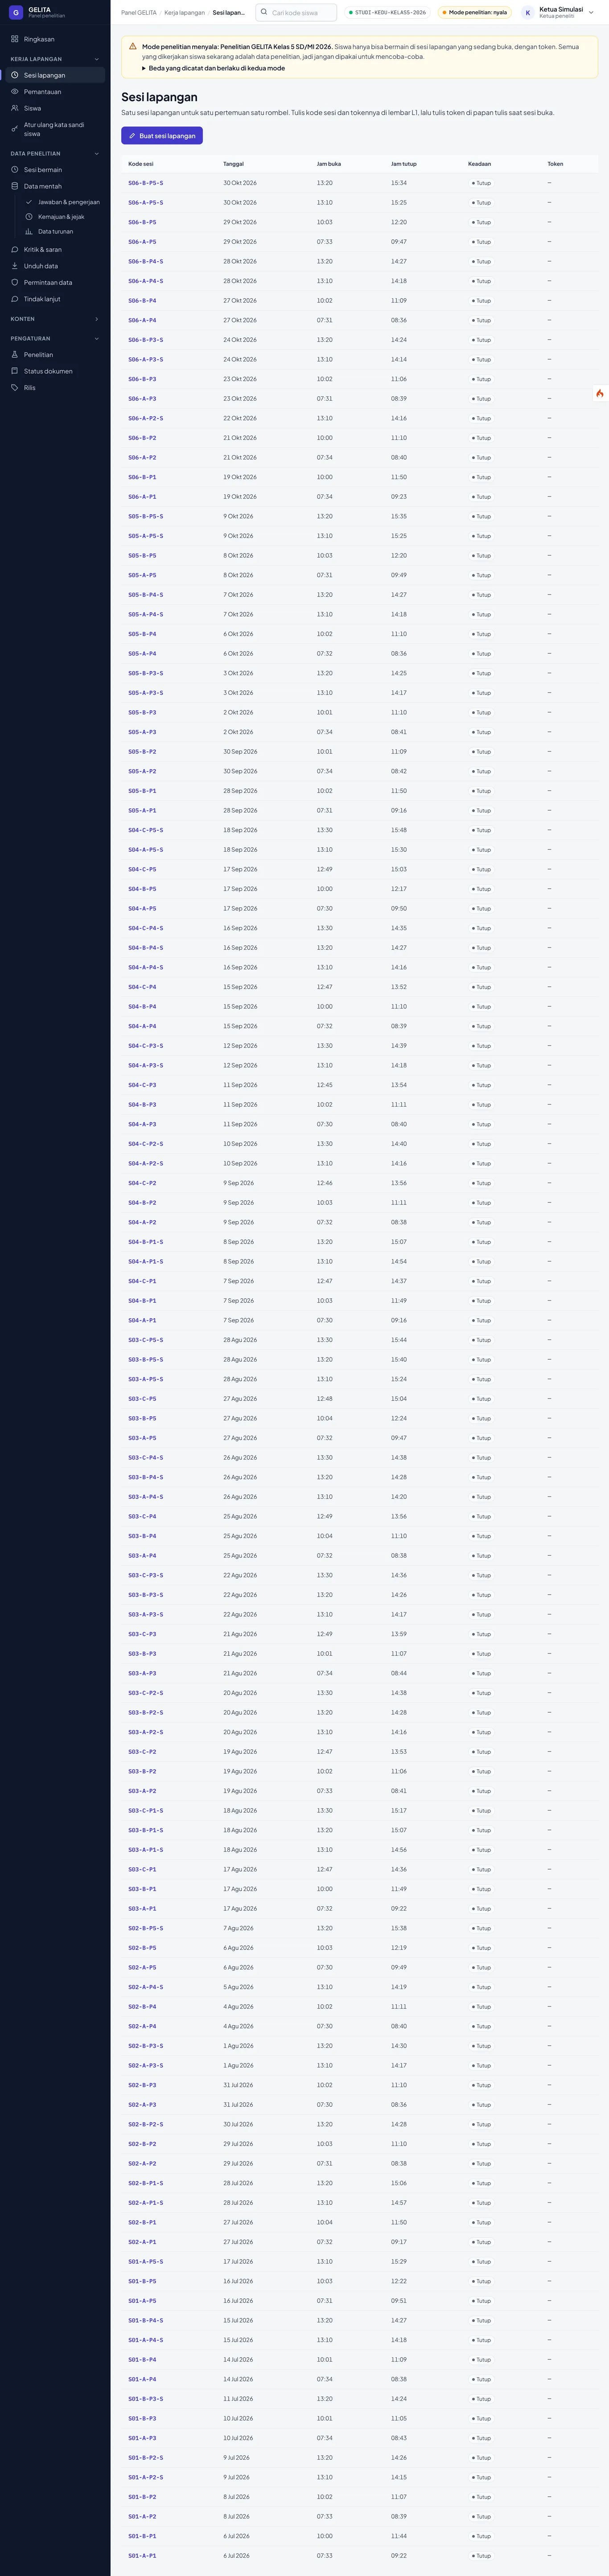 G
GELITA
Panel penelitian
Ringkasan
KERJA LAPANGAN
Sesi lapangan
Pemantauan
Siswa
Atur ulang kata sandi
siswa
DATA PENELITIAN
Sesi bermain
Data mentah
Jawaban & pengerjaan
Kemajuan & jejak
Data turunan
Kritik & saran
Unduh data
Permintaan data
Tindak lanjut
KONTEN
PENGATURAN
Penelitian
Status dokumen
Rilis
Panel GELITA / Kerja lapangan / Sesi lapan...
Cari kode siswa
STUDI-KEDU-KELAS5-2026
Mode penelitian: nyala
K
Ketua Simulasi
Ketua peneliti
Mode penelitian menyala: Penelitian GELITA Kelas 5 SD/MI 2026. Siswa hanya bisa bermain di sesi lapangan yang sedang buka, dengan token. Semua
yang dikerjakan siswa sekarang adalah data penelitian, jadi jangan dipakai untuk mencoba-coba.
Beda yang dicatat dan berlaku di kedua mode
Sesi lapangan
Satu sesi lapangan untuk satu pertemuan satu rombel. Tulis kode sesi dan tokennya di lembar L1, lalu tulis token di papan tulis saat sesi buka.
Buat sesi lapangan
Kode sesi Tanggal Jam buka Jam tutup Keadaan Token
S06-B-P5-S 30 Okt 2026 13:20 15:34 Tutup —
S06-A-P5-S 30 Okt 2026 13:10 15:25 Tutup —
S06-B-P5 29 Okt 2026 10:03 12:20 Tutup —
S06-A-P5 29 Okt 2026 07:33 09:47 Tutup —
S06-B-P4-S 28 Okt 2026 13:20 14:27 Tutup —
S06-A-P4-S 28 Okt 2026 13:10 14:18 Tutup —
S06-B-P4 27 Okt 2026 10:02 11:09 Tutup —
S06-A-P4 27 Okt 2026 07:31 08:36 Tutup —
S06-B-P3-S 24 Okt 2026 13:20 14:24 Tutup —
S06-A-P3-S 24 Okt 2026 13:10 14:14 Tutup —
S06-B-P3 23 Okt 2026 10:02 11:06 Tutup —
S06-A-P3 23 Okt 2026 07:31 08:39 Tutup —
S06-A-P2-S 22 Okt 2026 13:10 14:16 Tutup —
S06-B-P2 21 Okt 2026 10:00 11:10 Tutup —
S06-A-P2 21 Okt 2026 07:34 08:40 Tutup —
S06-B-P1 19 Okt 2026 10:00 11:50 Tutup —
S06-A-P1 19 Okt 2026 07:34 09:23 Tutup —
S05-B-P5-S 9 Okt 2026 13:20 15:35 Tutup —
S05-A-P5-S 9 Okt 2026 13:10 15:25 Tutup —
S05-B-P5 8 Okt 2026 10:03 12:20 Tutup —
S05-A-P5 8 Okt 2026 07:31 09:49 Tutup —
S05-B-P4-S 7 Okt 2026 13:20 14:27 Tutup —
S05-A-P4-S 7 Okt 2026 13:10 14:18 Tutup —
S05-B-P4 6 Okt 2026 10:02 11:10 Tutup —
S05-A-P4 6 Okt 2026 07:32 08:36 Tutup —
S05-B-P3-S 3 Okt 2026 13:20 14:25 Tutup —
S05-A-P3-S 3 Okt 2026 13:10 14:17 Tutup —
S05-B-P3 2 Okt 2026 10:01 11:10 Tutup —
S05-A-P3 2 Okt 2026 07:34 08:41 Tutup —
S05-B-P2 30 Sep 2026 10:01 11:09 Tutup —
S05-A-P2 30 Sep 2026 07:34 08:42 Tutup —
S05-B-P1 28 Sep 2026 10:02 11:50 Tutup —
S05-A-P1 28 Sep 2026 07:31 09:16 Tutup —
S04-C-P5-S 18 Sep 2026 13:30 15:48 Tutup —
S04-A-P5-S 18 Sep 2026 13:10 15:30 Tutup —
S04-C-P5 17 Sep 2026 12:49 15:03 Tutup —
S04-B-P5 17 Sep 2026 10:00 12:17 Tutup —
S04-A-P5 17 Sep 2026 07:30 09:50 Tutup —
S04-C-P4-S 16 Sep 2026 13:30 14:35 Tutup —
S04-B-P4-S 16 Sep 2026 13:20 14:27 Tutup —
S04-A-P4-S 16 Sep 2026 13:10 14:16 Tutup —
S04-C-P4 15 Sep 2026 12:47 13:52 Tutup —
S04-B-P4 15 Sep 2026 10:00 11:10 Tutup —
S04-A-P4 15 Sep 2026 07:32 08:39 Tutup —
S04-C-P3-S 12 Sep 2026 13:30 14:39 Tutup —
S04-A-P3-S 12 Sep 2026 13:10 14:18 Tutup —
S04-C-P3 11 Sep 2026 12:45 13:54 Tutup —
S04-B-P3 11 Sep 2026 10:02 11:11 Tutup —
S04-A-P3 11 Sep 2026 07:30 08:40 Tutup —
S04-C-P2-S 10 Sep 2026 13:30 14:40 Tutup —
S04-A-P2-S 10 Sep 2026 13:10 14:16 Tutup —
S04-C-P2 9 Sep 2026 12:46 13:56 Tutup —
S04-B-P2 9 Sep 2026 10:03 11:11 Tutup —
S04-A-P2 9 Sep 2026 07:32 08:38 Tutup —
S04-B-P1-S 8 Sep 2026 13:20 15:07 Tutup —
S04-A-P1-S 8 Sep 2026 13:10 14:54 Tutup —
S04-C-P1 7 Sep 2026 12:47 14:37 Tutup —
S04-B-P1 7 Sep 2026 10:03 11:49 Tutup —
S04-A-P1 7 Sep 2026 07:30 09:16 Tutup —
S03-C-P5-S 28 Agu 2026 13:30 15:44 Tutup —
S03-B-P5-S 28 Agu 2026 13:20 15:40 Tutup —
S03-A-P5-S 28 Agu 2026 13:10 15:24 Tutup —
S03-C-P5 27 Agu 2026 12:48 15:04 Tutup —
S03-B-P5 27 Agu 2026 10:04 12:24 Tutup —
S03-A-P5 27 Agu 2026 07:32 09:47 Tutup —
S03-C-P4-S 26 Agu 2026 13:30 14:38 Tutup —
S03-B-P4-S 26 Agu 2026 13:20 14:28 Tutup —
S03-A-P4-S 26 Agu 2026 13:10 14:20 Tutup —
S03-C-P4 25 Agu 2026 12:49 13:56 Tutup —
S03-B-P4 25 Agu 2026 10:04 11:10 Tutup —
S03-A-P4 25 Agu 2026 07:32 08:38 Tutup —
S03-C-P3-S 22 Agu 2026 13:30 14:36 Tutup —
S03-B-P3-S 22 Agu 2026 13:20 14:26 Tutup —
S03-A-P3-S 22 Agu 2026 13:10 14:17 Tutup —
S03-C-P3 21 Agu 2026 12:49 13:59 Tutup —
S03-B-P3 21 Agu 2026 10:01 11:07 Tutup —
S03-A-P3 21 Agu 2026 07:34 08:44 Tutup —
S03-C-P2-S 20 Agu 2026 13:30 14:38 Tutup —
S03-B-P2-S 20 Agu 2026 13:20 14:28 Tutup —
S03-A-P2-S 20 Agu 2026 13:10 14:16 Tutup —
S03-C-P2 19 Agu 2026 12:47 13:53 Tutup —
S03-B-P2 19 Agu 2026 10:02 11:06 Tutup —
S03-A-P2 19 Agu 2026 07:33 08:41 Tutup —
S03-C-P1-S 18 Agu 2026 13:30 15:17 Tutup —
S03-B-P1-S 18 Agu 2026 13:20 15:07 Tutup —
S03-A-P1-S 18 Agu 2026 13:10 14:56 Tutup —
S03-C-P1 17 Agu 2026 12:47 14:36 Tutup —
S03-B-P1 17 Agu 2026 10:00 11:49 Tutup —
S03-A-P1 17 Agu 2026 07:32 09:22 Tutup —
S02-B-P5-S 7 Agu 2026 13:20 15:38 Tutup —
S02-B-P5 6 Agu 2026 10:03 12:19 Tutup —
S02-A-P5 6 Agu 2026 07:30 09:49 Tutup —
S02-A-P4-S 5 Agu 2026 13:10 14:19 Tutup —
S02-B-P4 4 Agu 2026 10:02 11:11 Tutup —
S02-A-P4 4 Agu 2026 07:30 08:40 Tutup —
S02-B-P3-S 1 Agu 2026 13:20 14:30 Tutup —
S02-A-P3-S 1 Agu 2026 13:10 14:17 Tutup —
S02-B-P3 31 Jul 2026 10:02 11:10 Tutup —
S02-A-P3 31 Jul 2026 07:30 08:36 Tutup —
S02-B-P2-S 30 Jul 2026 13:20 14:28 Tutup —
S02-B-P2 29 Jul 2026 10:03 11:10 Tutup —
S02-A-P2 29 Jul 2026 07:31 08:38 Tutup —
S02-B-P1-S 28 Jul 2026 13:20 15:06 Tutup —
S02-A-P1-S 28 Jul 2026 13:10 14:57 Tutup —
S02-B-P1 27 Jul 2026 10:04 11:50 Tutup —
S02-A-P1 27 Jul 2026 07:32 09:17 Tutup —
S01-A-P5-S 17 Jul 2026 13:10 15:29 Tutup —
S01-B-P5 16 Jul 2026 10:03 12:22 Tutup —
S01-A-P5 16 Jul 2026 07:31 09:51 Tutup —
S01-B-P4-S 15 Jul 2026 13:20 14:27 Tutup —
S01-A-P4-S 15 Jul 2026 13:10 14:18 Tutup —
S01-B-P4 14 Jul 2026 10:01 11:09 Tutup —
S01-A-P4 14 Jul 2026 07:34 08:38 Tutup —
S01-B-P3-S 11 Jul 2026 13:20 14:24 Tutup —
S01-B-P3 10 Jul 2026 10:01 11:05 Tutup —
S01-A-P3 10 Jul 2026 07:34 08:43 Tutup —
S01-B-P2-S 9 Jul 2026 13:20 14:26 Tutup —
S01-A-P2-S 9 Jul 2026 13:10 14:15 Tutup —
S01-B-P2 8 Jul 2026 10:02 11:07 Tutup —
S01-A-P2 8 Jul 2026 07:33 08:39 Tutup —
S01-B-P1 6 Jul 2026 10:00 11:44 Tutup —
S01-A-P1 6 Jul 2026 07:33 09:22 Tutup —